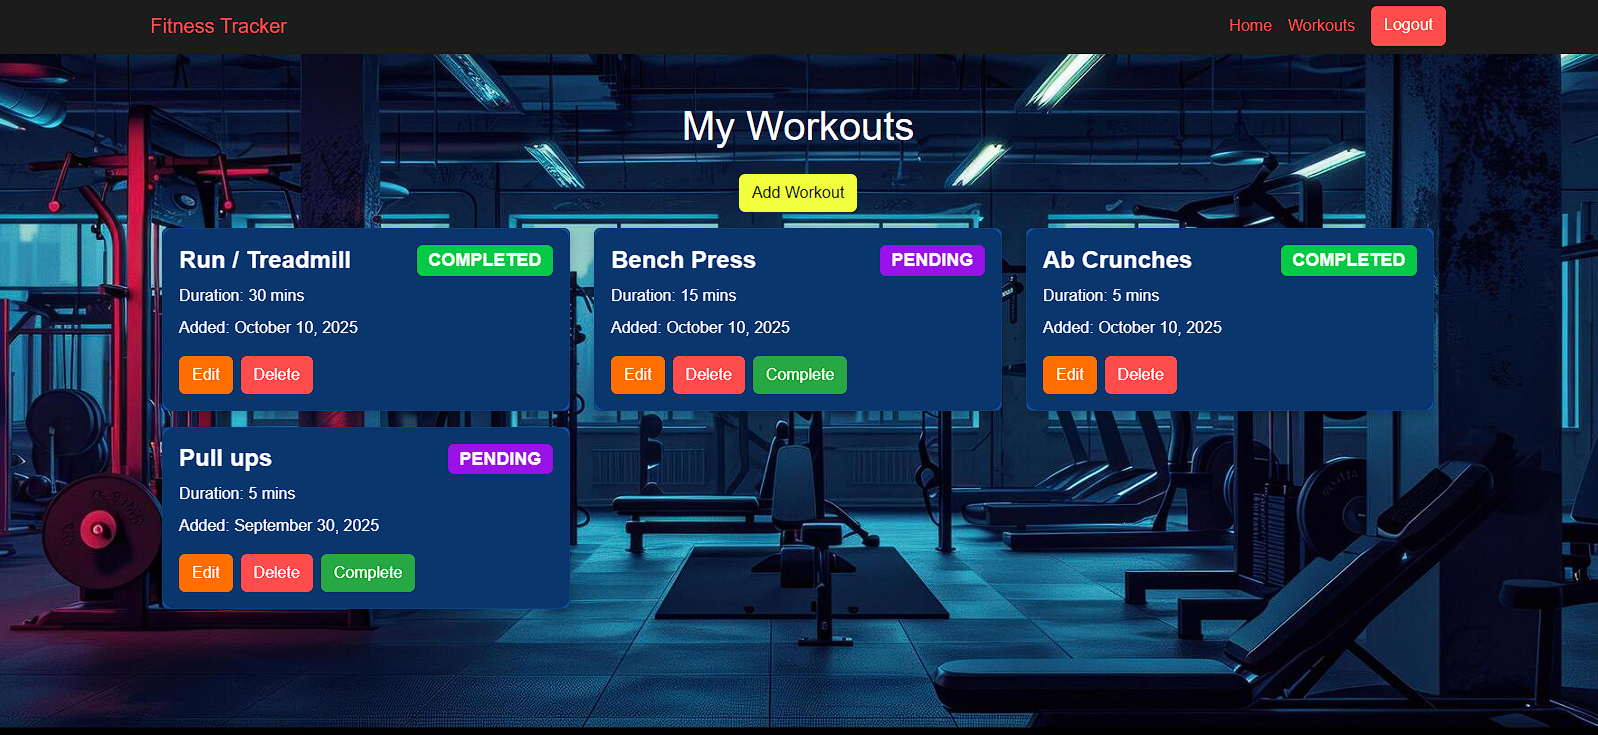 Fitness Tracker
Home Workouts Logout
My Workouts
Add Workout
Run / Treadmill COMPLETED
Duration: 30 mins
Added: October 10, 2025
Edit Delete
Bench Press PENDING
Duration: 15 mins
Added: October 10, 2025
Edit Delete Complete
Ab Crunches COMPLETED
Duration: 5 mins
Added: October 10, 2025
Edit Delete
Pull ups PENDING
Duration: 5 mins
Added: September 30, 2025
Edit Delete Complete